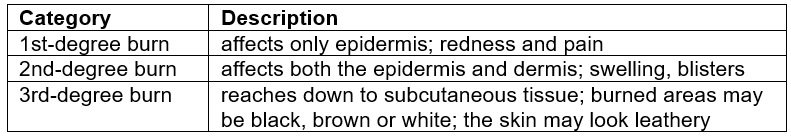 Category Description
1st-degree burn affects only epidermis; redness and pain
2nd-degree burn affects both the epidermis and dermis; swelling, blisters
3rd-degree burn reaches down to subcutaneous tissue; burned areas may
be black, brown or white; the skin may look leathery